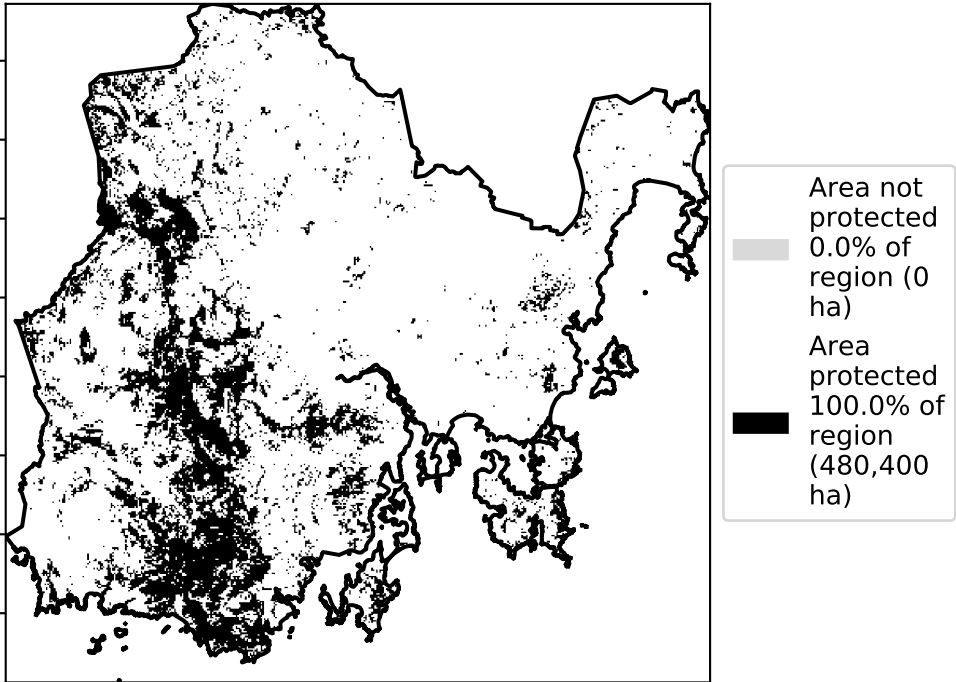 Area not
protected
0.0% of
region (0
ha)
Area
protected
100.0% of
region
(480,400
ha)